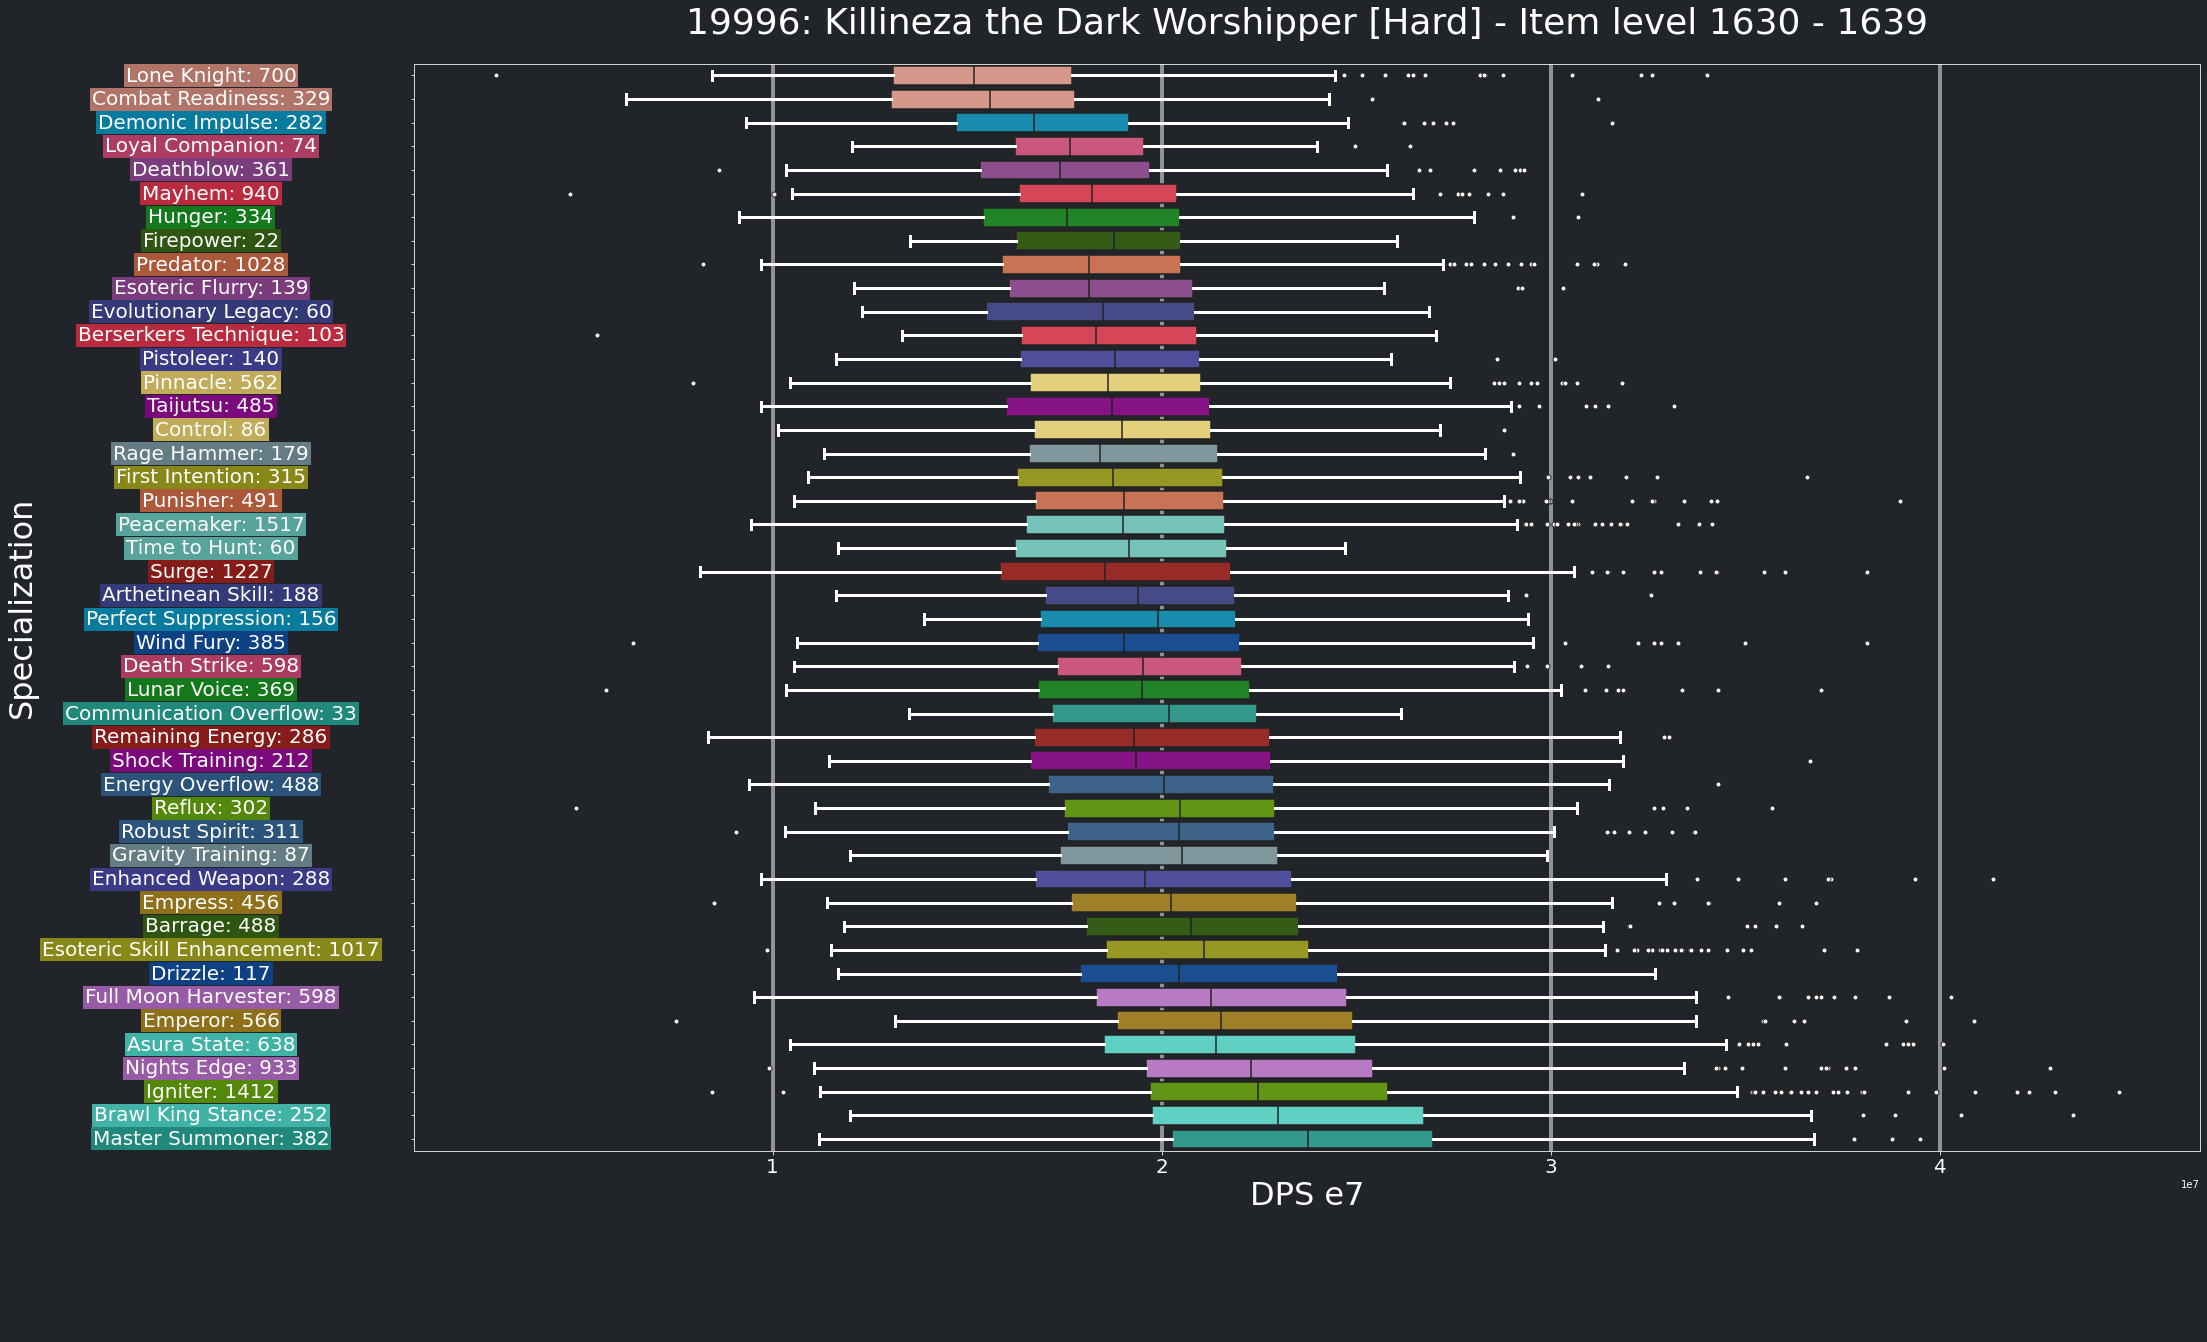 19996: Killineza the Dark Worshipper [Hard] - Item level 1630 - 1639
Specialization
Lone Knight: 700
Combat Readiness: 329
Demonic Impulse: 282
Loyal Companion: 74
Deathblow: 361
Mayhem: 940
Hunger: 334
Firepower: 22
Predator: 1028
Esoteric Flurry: 139
Evolutionary Legacy: 60
Berserkers Technique: 103
Pistoleer: 140
Pinnacle: 562
Taijutsu: 485
Control: 86
Rage Hammer: 179
First Intention: 315
Punisher: 491
Peacemaker: 1517
Time to Hunt: 60
Surge: 1227
Arthetinean Skill: 188
Perfect Suppression: 156
Wind Fury: 385
Death Strike: 598
Lunar Voice: 369
Communication Overflow: 33
Remaining Energy: 286
Shock Training: 212
Energy Overflow: 488
Reflux: 302
Robust Spirit: 311
Gravity Training: 87
Enhanced Weapon: 288
Empress: 456
Barrage: 488
Esoteric Skill Enhancement: 1017
Drizzle: 117
Full Moon Harvester: 598
Emperor: 566
Asura State: 638
Nights Edge: 933
Igniter: 1412
Brawl King Stance: 252
Master Summoner: 382
1 2 3 4
DPS e7
1e7